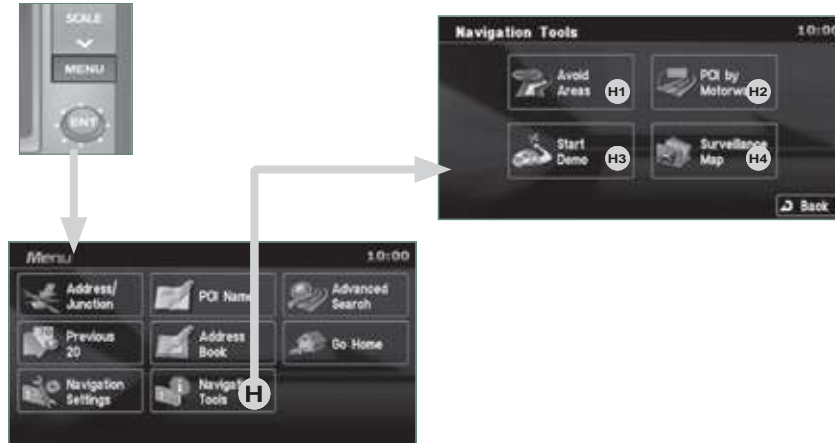 SCALE
MENU
ENT
Navigation Tools 10:00
Avoid
Areas H1
POI by
H2
Start
Demo H3
Surveillance
Map H4
Back
Menu 10:00
Address/
Junction
POI Name
Advanced
Search
Previous
20
Address
Book
Go Home
Navigation
Settings
Tools H